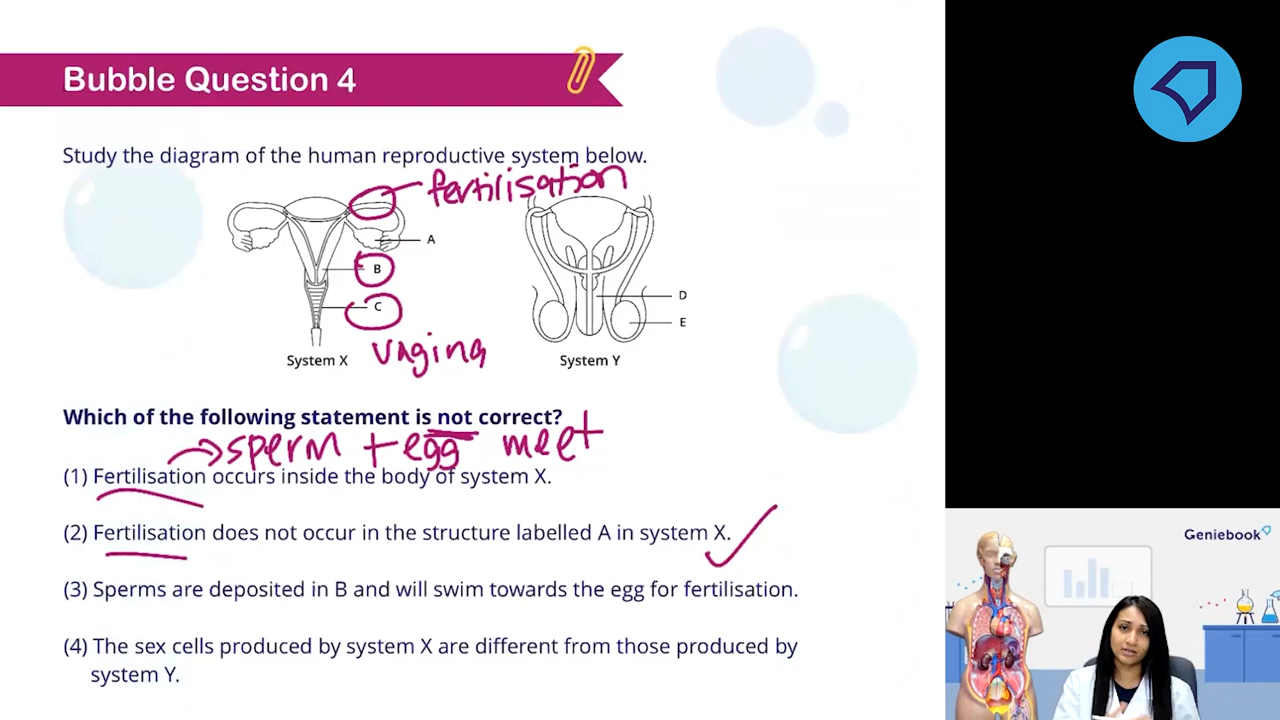 Bubble Question 4
Study the diagram of the human reproductive system below.
fertilisation
A
B
C
D
E
vagina
System X
System Y
Which of the following statement is not correct?
sperm + egg meet
(1) Fertilisation occurs inside the body of system X.
(2) Fertilisation does not occur in the structure labelled A in system X.
(3) Sperms are deposited in B and will swim towards the egg for fertilisation.
(4) The sex cells produced by system X are different from those produced by
system Y.
Geniebook